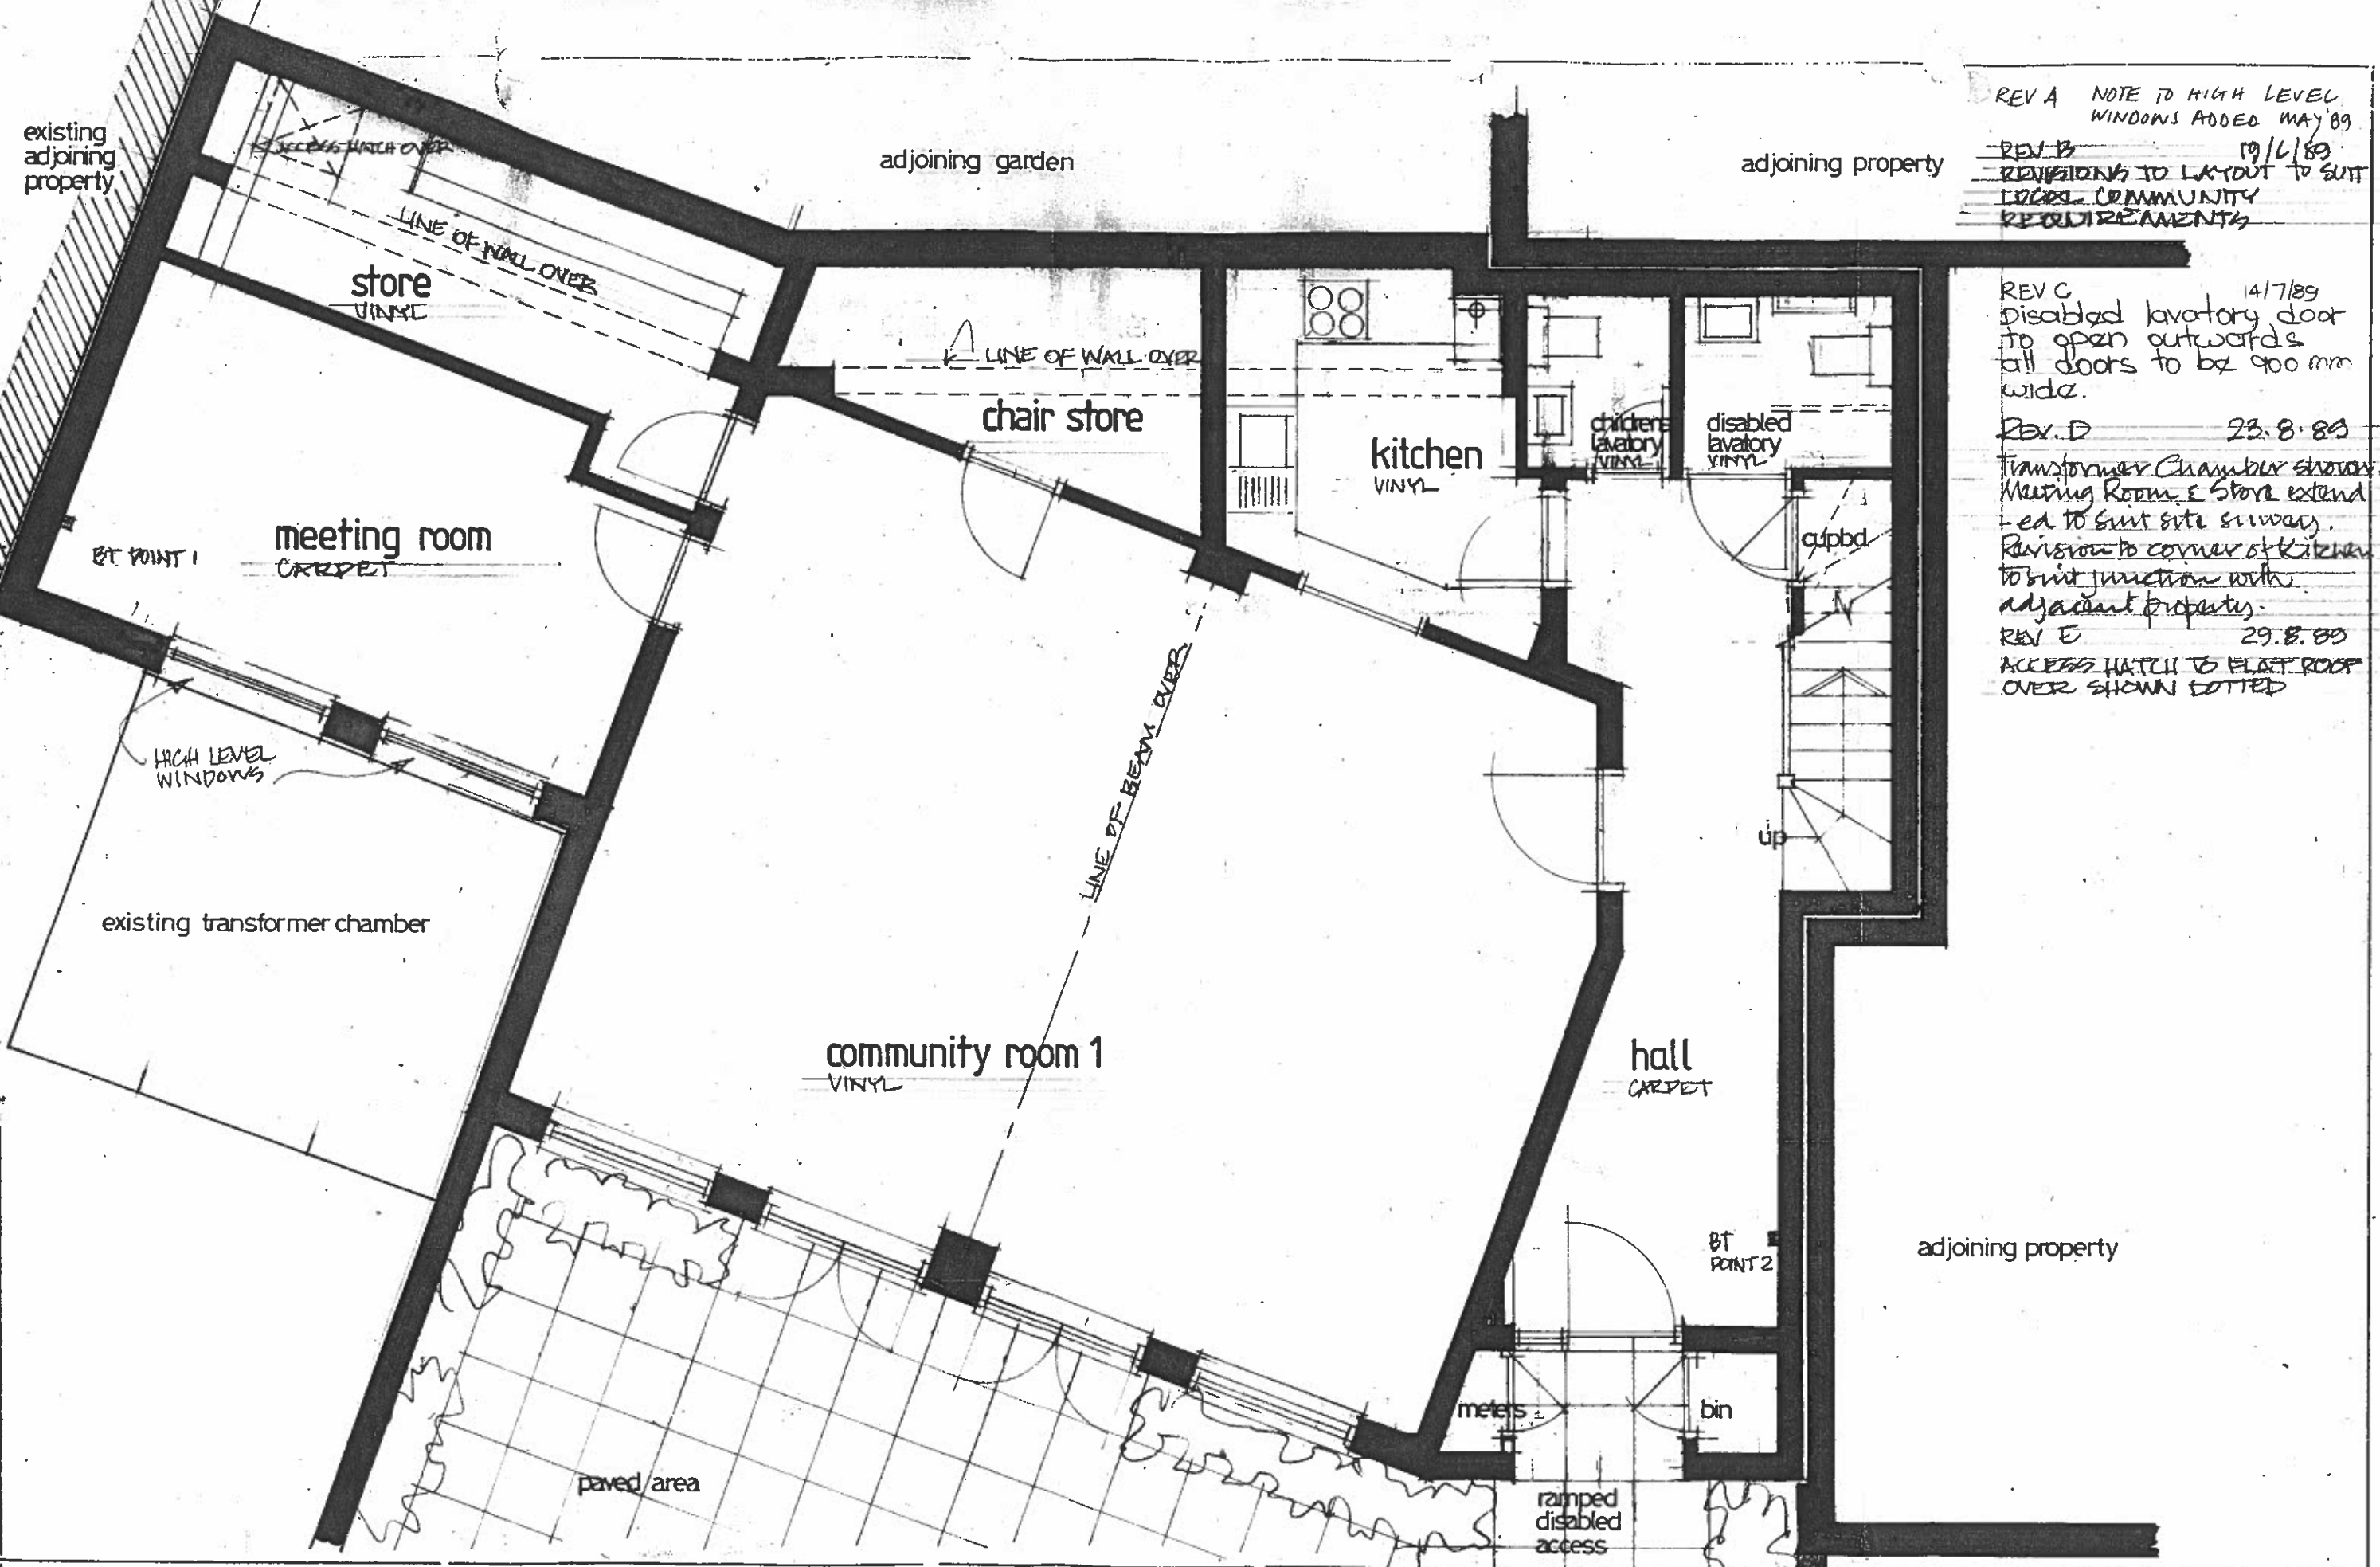 existing
adjoining
property
ACCESS HATCH OVER
LINE OF WALL OVER
store
VINYL
adjoining garden
adjoining property
LINE OF WALL OVER
chair store
kitchen
VINYL
childrens
lavatory
VINYL
disabled
lavatory
VINYL
cupbd
meeting room
CARPET
BT POINT 1
HIGH LEVEL
WINDOWS
existing transformer chamber
LINE OF BEAM OVER
up
community room 1
VINYL
hall
CARPET
BT
POINT 2
adjoining property
meters
bin
paved area
ramped
disabled
access
REV A NOTE TO HIGH LEVEL
WINDOWS ADDED MAY '89
REV B 19/6/89
REVISIONS TO LAYOUT TO SUIT
LOCAL COMMUNITY
REQUIREMENTS
REV C 14/7/89
Disabled lavatory door
to open outwards
all doors to be 900 mm
wide.
Rev. D 23.8.89
Transformer Chamber shown
Meeting Room & Store extend
-ed to suit site survey.
Revision to corner of Kitchen
to suit junction with
adjacent property.
REV E 29.8.89
ACCESS HATCH TO FLAT ROOF
OVER SHOWN DOTTED